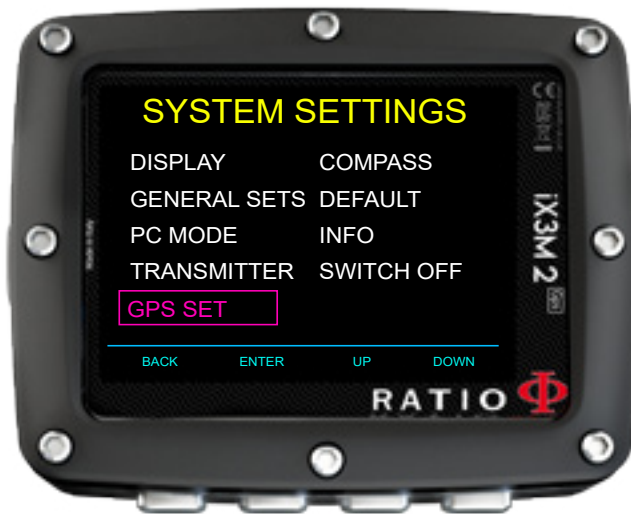 SYSTEM SETTINGS
DISPLAY COMPASS
GENERAL SETS DEFAULT
PC MODE INFO
TRANSMITTER SWITCH OFF
GPS SET
BACK ENTER UP DOWN
RATIO
iX3M 2